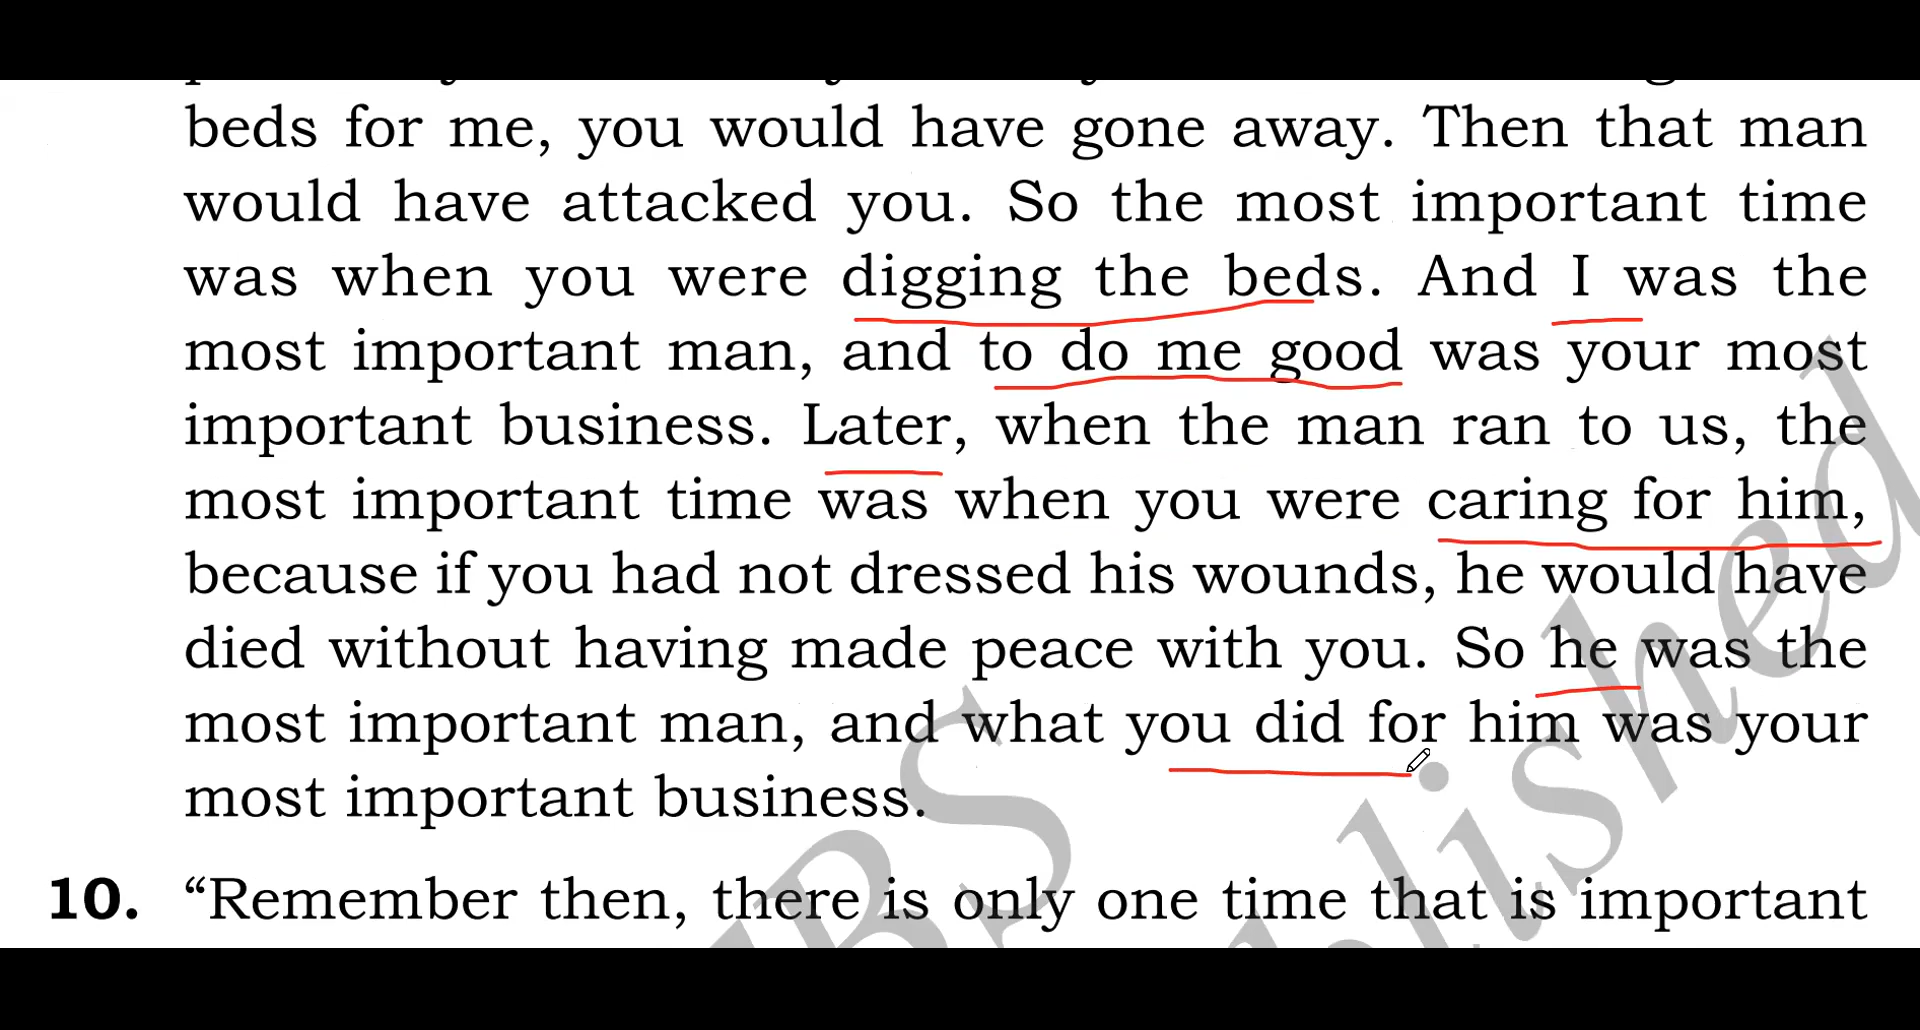 beds for me, you would have gone away. Then that man
would have attacked you. So the most important time
was when you were digging the beds. And I was the
most important man, and to do me good was your most
important business. Later, when the man ran to us, the
most important time was when you were caring for him,
because if you had not dressed his wounds, he would have
died without having made peace with you. So he was the
most important man, and what you did for him was your
most important business.
10. “Remember then, there is only one time that is important